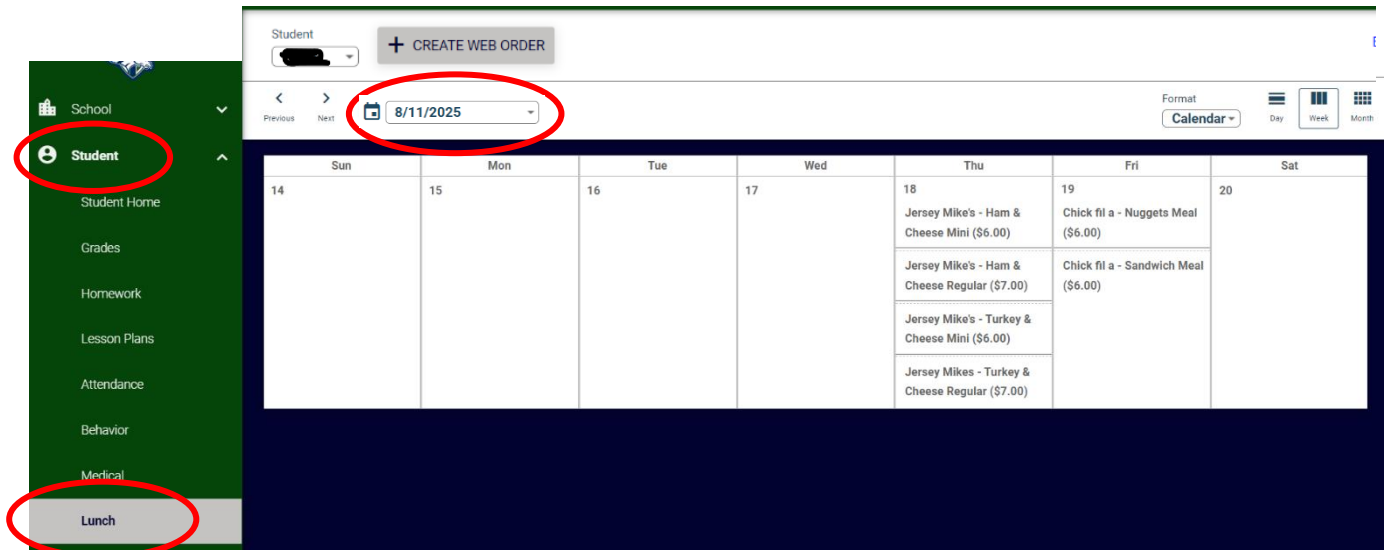 Student
+ CREATE WEB ORDER
School
Previous
Next
8/11/2025
Format
Calendar
Day
Week
Month
Student
Sun
Mon
Tue
Wed
Thu
Fri
Sat
14
15
16
17
18
19
20
Jersey Mike's - Ham &
Cheese Mini ($6.00)
Chick fil a - Nuggets Meal
($6.00)
Jersey Mike's - Ham &
Cheese Regular ($7.00)
Chick fil a - Sandwich Meal
($6.00)
Jersey Mike's - Turkey &
Cheese Mini ($6.00)
Jersey Mikes - Turkey &
Cheese Regular ($7.00)
Student Home
Grades
Homework
Lesson Plans
Attendance
Behavior
Medical
Lunch